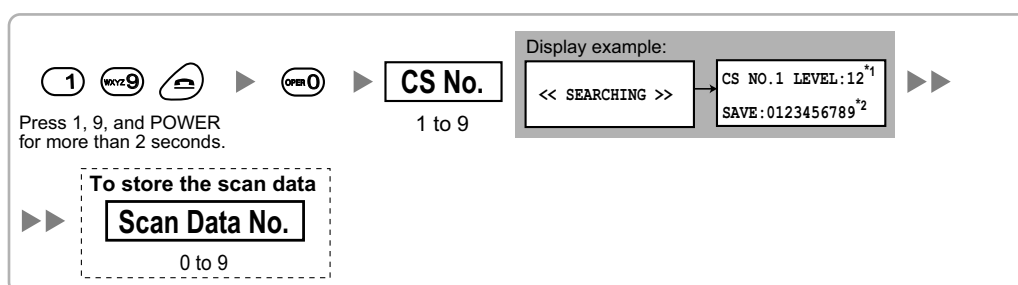 Display example:
1 WXYZ9 OPER0 CS No. << SEARCHING >> CS NO.1 LEVEL:12*1
SAVE:0123456789*2
Press 1, 9, and POWER
for more than 2 seconds.
1 to 9
To store the scan data
Scan Data No.
0 to 9